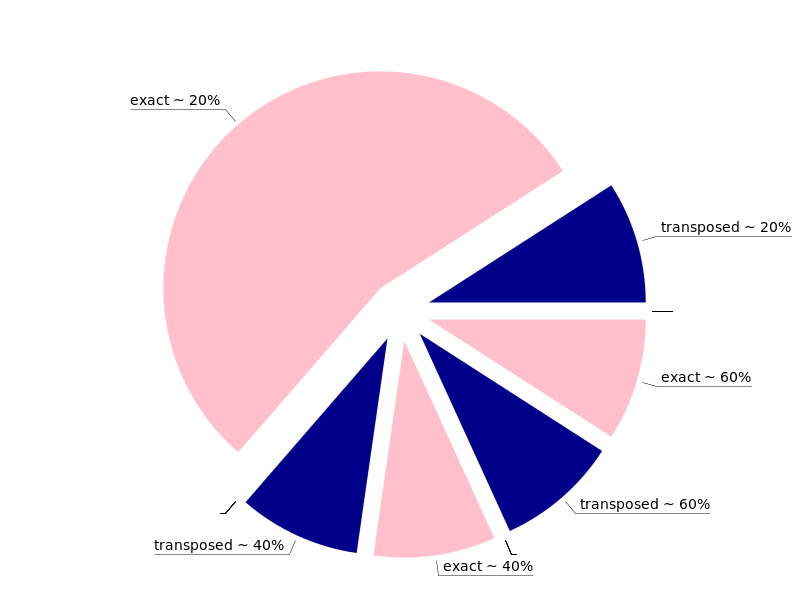 exact ~ 20%
transposed ~ 20%
exact ~ 60%
transposed ~ 60%
transposed ~ 40%
exact ~ 40%